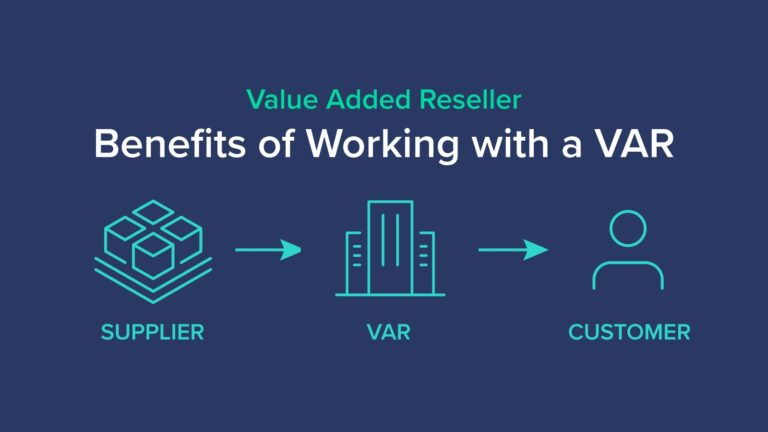 Value Added Reseller
Benefits of Working with a VAR
SUPPLIER
VAR
CUSTOMER